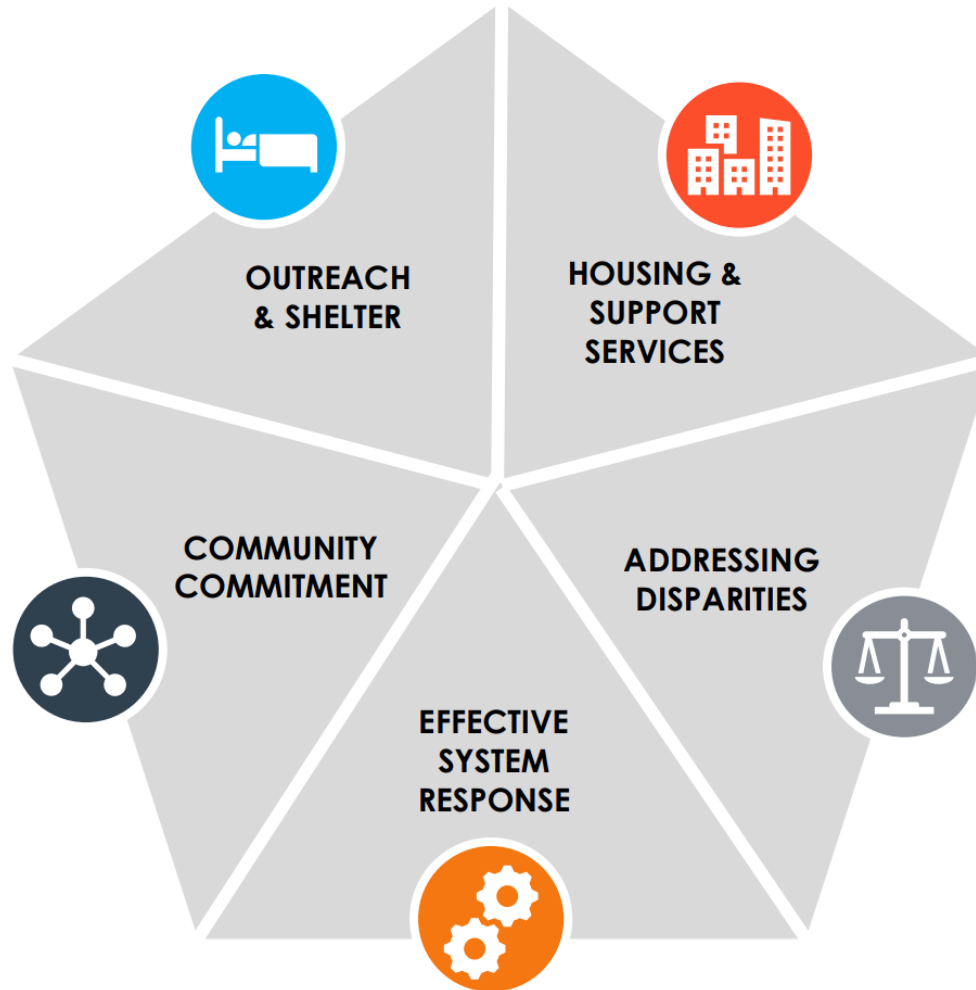 OUTREACH
& SHELTER
HOUSING &
SUPPORT
SERVICES
COMMUNITY
COMMITMENT
ADDRESSING
DISPARITIES
EFFECTIVE
SYSTEM
RESPONSE